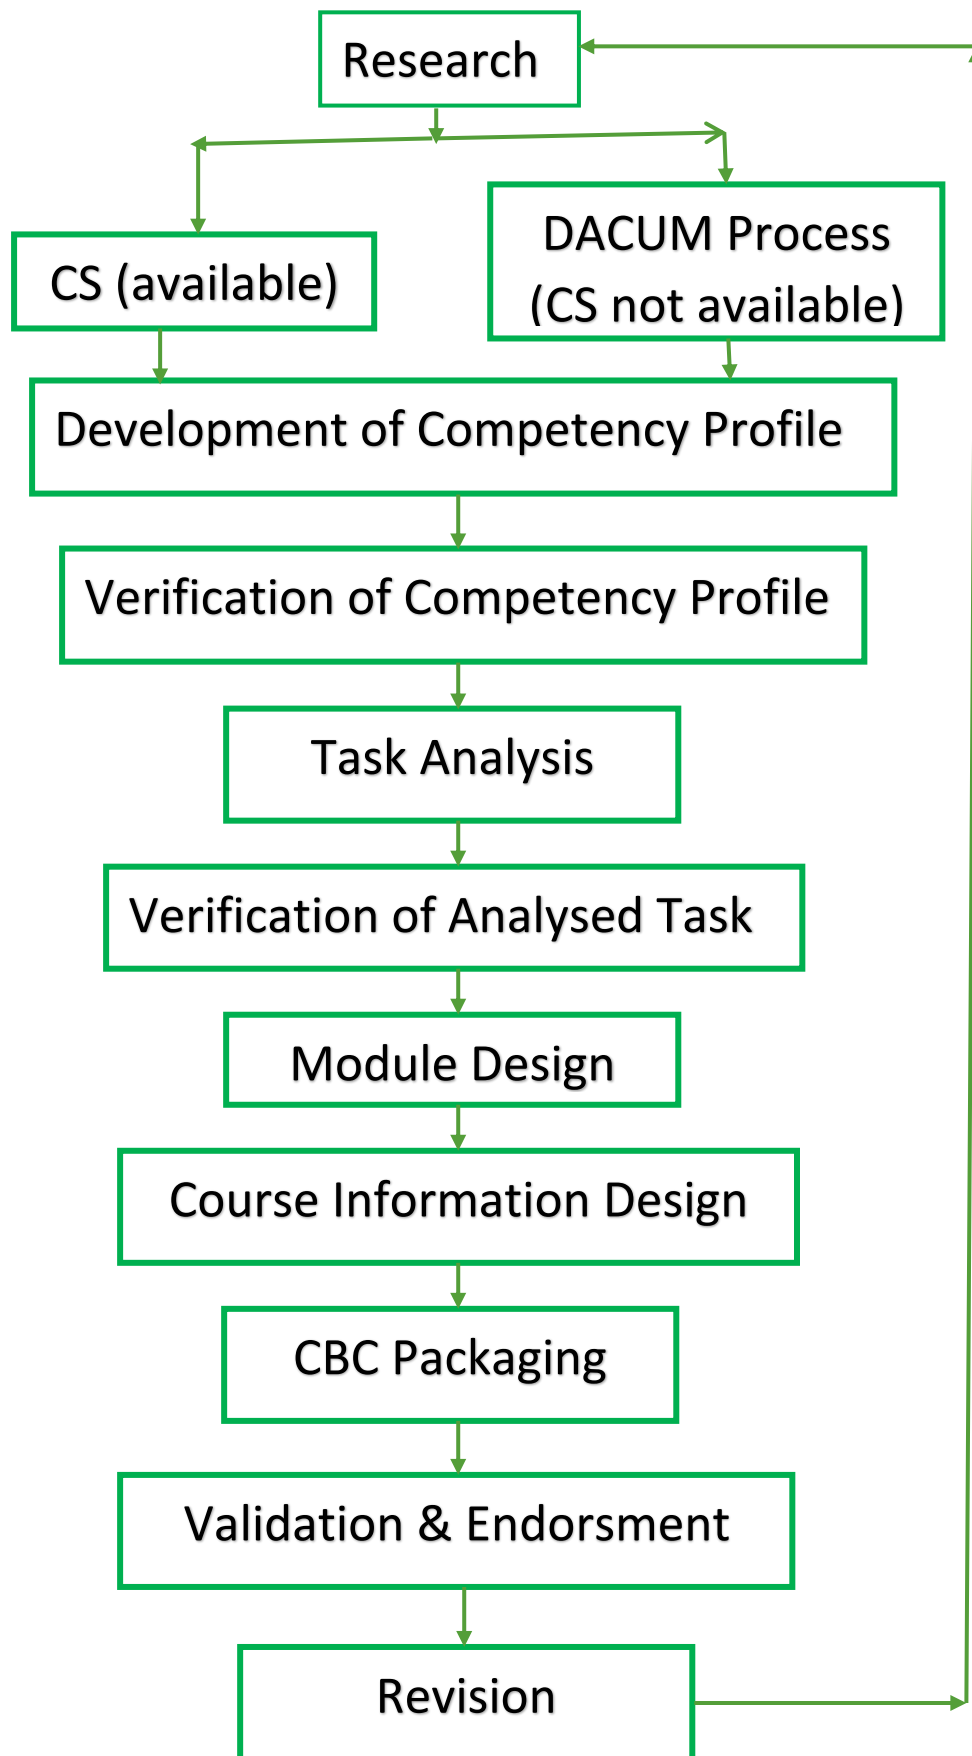 Research
CS (available)
DACUM Process
(CS not available)
Development of Competency Profile
Verification of Competency Profile
Task Analysis
Verification of Analysed Task
Module Design
Course Information Design
CBC Packaging
Validation & Endorsment
Revision